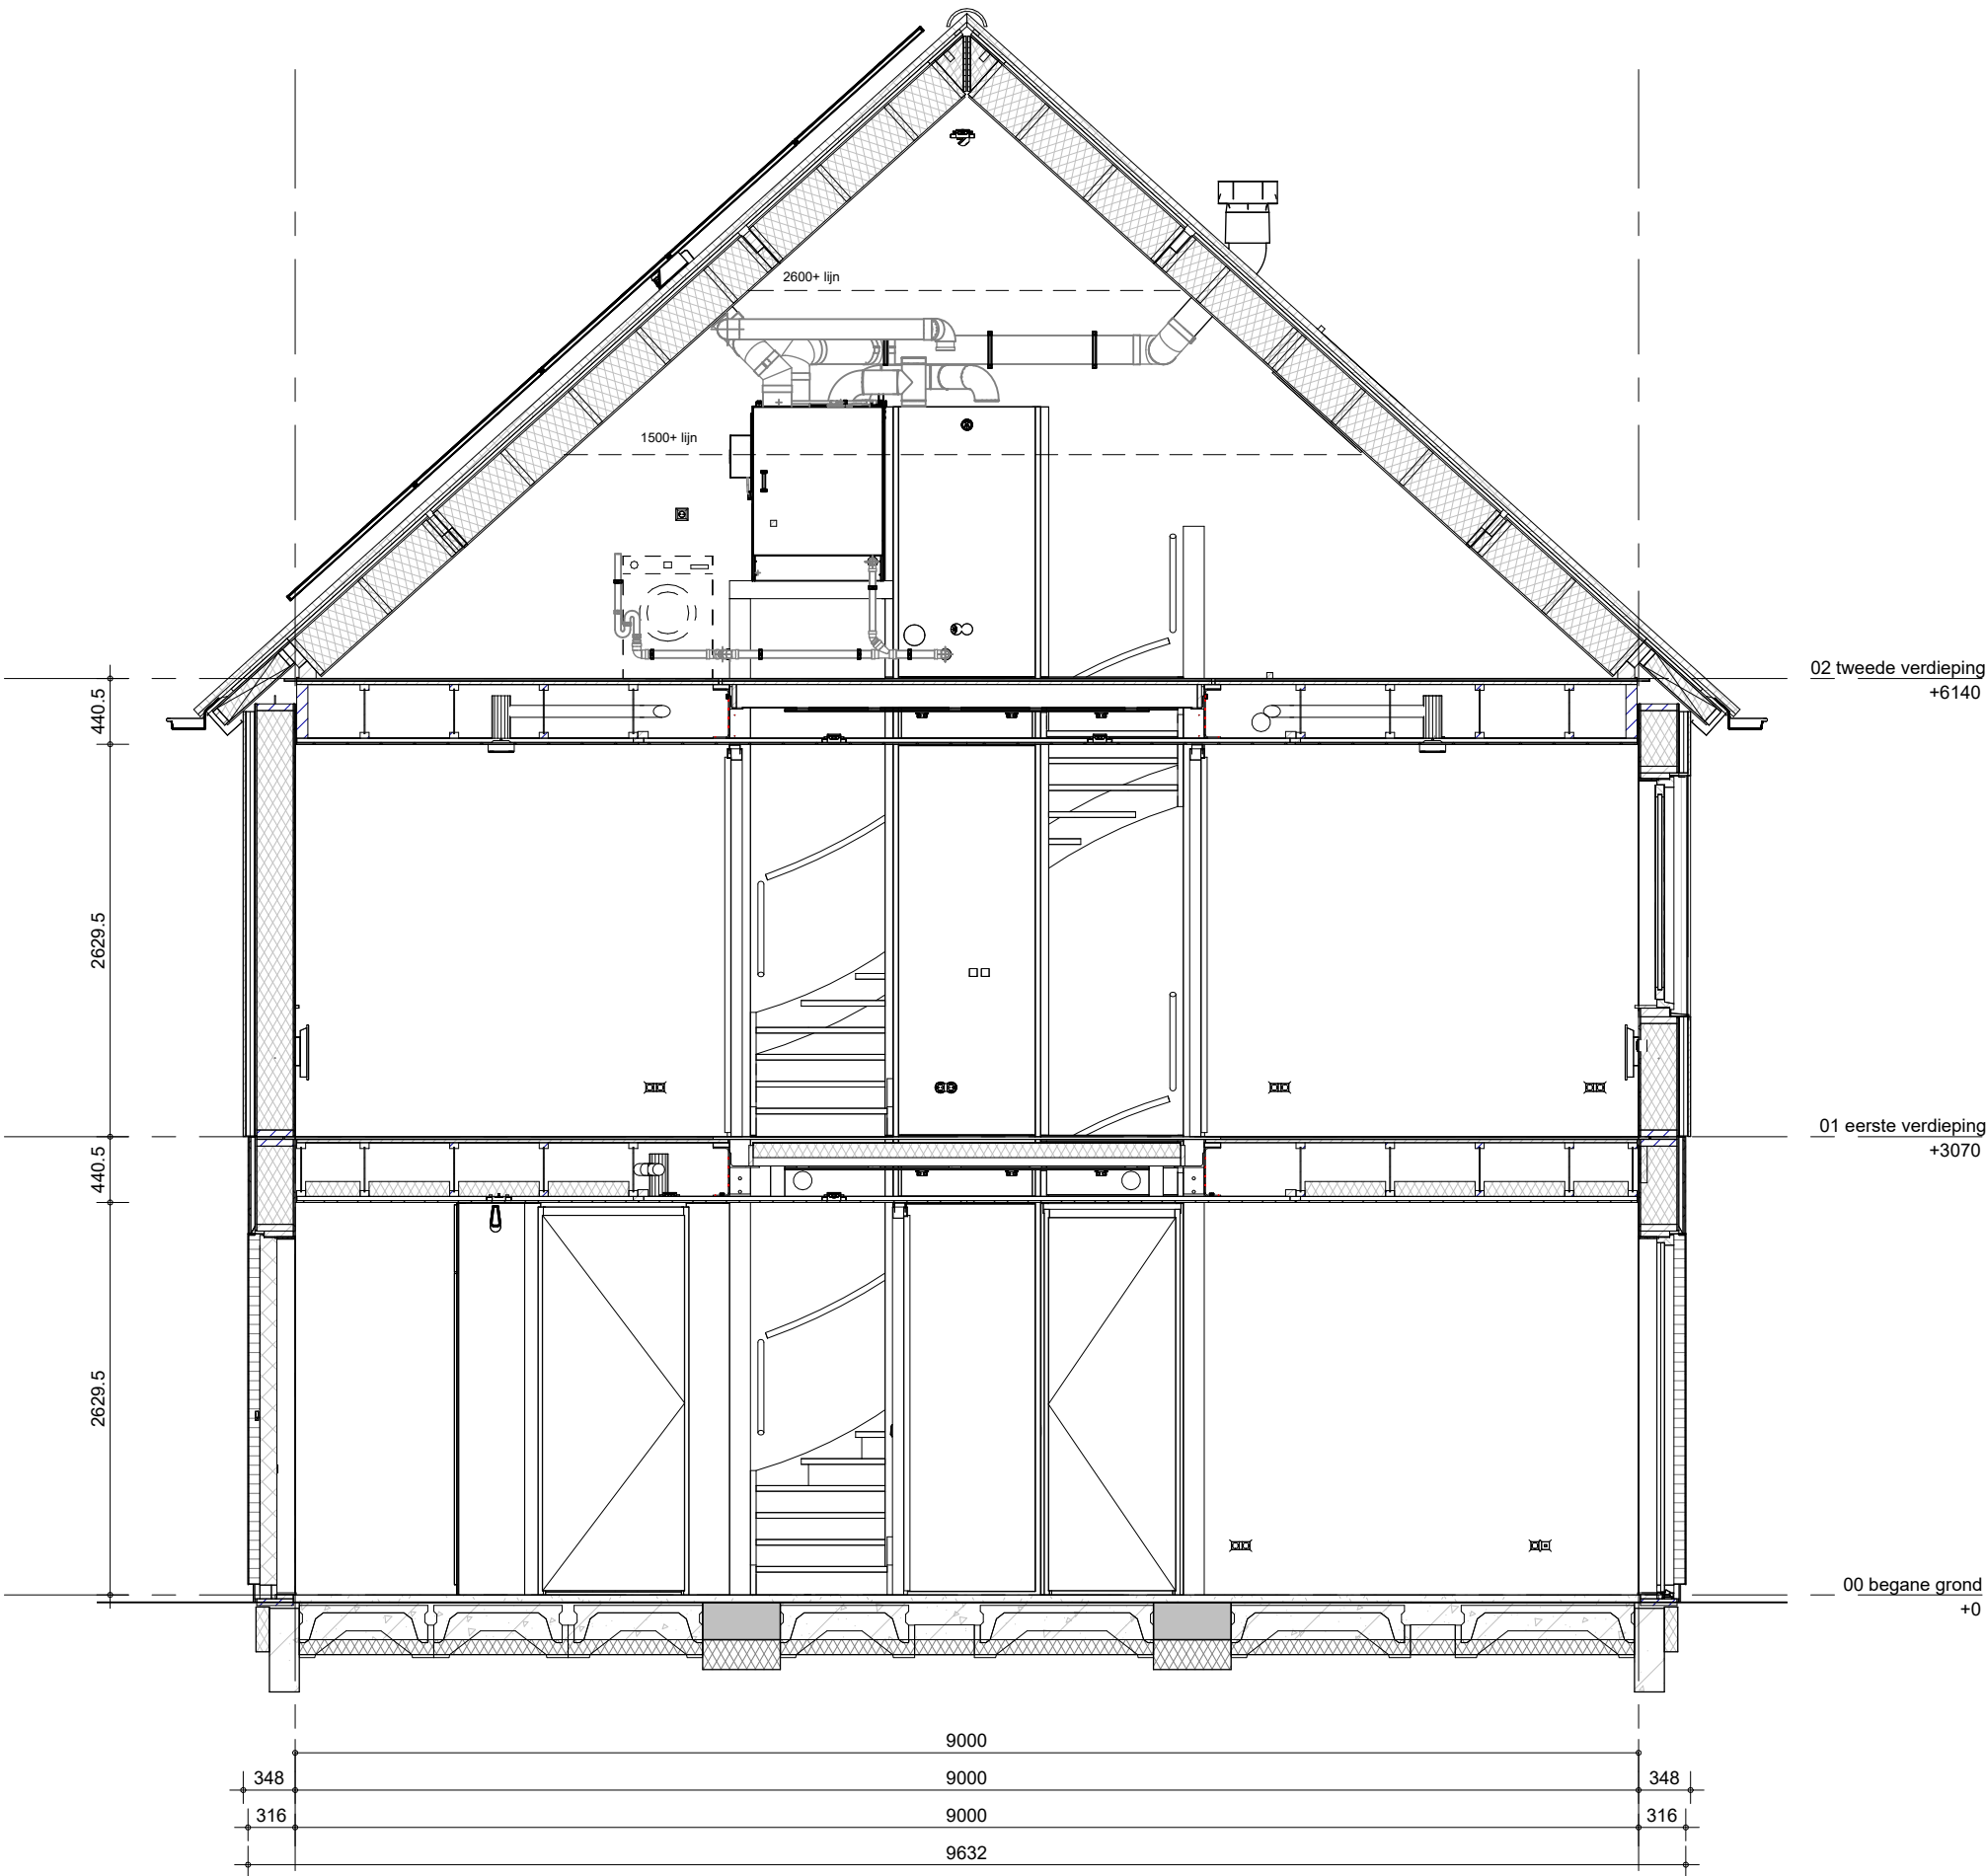 2600+ lijn
1500+ lijn
02 tweede verdieping
+6140
440.5
2629.5
01 eerste verdieping
+3070
440.5
2629.5
00 begane grond
+0
9000
348 9000 348
316 9000 316
9632